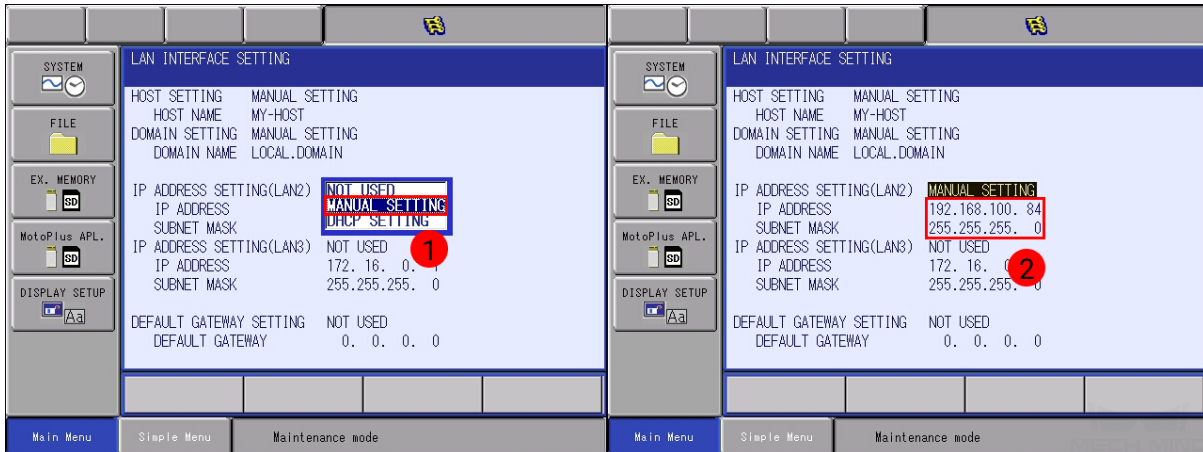 LAN INTERFACE SETTING
SYSTEM
HOST SETTING MANUAL SETTING
HOST NAME MY-HOST
FILE
DOMAIN SETTING MANUAL SETTING
DOMAIN NAME LOCAL.DOMAIN
EX. MEMORY
SD
IP ADDRESS SETTING(LAN2) NOT USED
IP ADDRESS MANUAL SETTING
SUBNET MASK DHCP SETTING
MotoPlus APL.
SD
IP ADDRESS SETTING(LAN3) NOT USED
1
IP ADDRESS 172. 16. 0. 1
SUBNET MASK 255.255.255. 0
DISPLAY SETUP
Aa
DEFAULT GATEWAY SETTING NOT USED
DEFAULT GATEWAY 0. 0. 0. 0
Main Menu Simple Menu Maintenance mode
LAN INTERFACE SETTING
SYSTEM
HOST SETTING MANUAL SETTING
HOST NAME MY-HOST
FILE
DOMAIN SETTING MANUAL SETTING
DOMAIN NAME LOCAL.DOMAIN
EX. MEMORY
SD
IP ADDRESS SETTING(LAN2) MANUAL SETTING
IP ADDRESS 192.168.100. 84
SUBNET MASK 255.255.255. 0
MotoPlus APL.
SD
IP ADDRESS SETTING(LAN3) NOT USED
IP ADDRESS 172. 16.
2
SUBNET MASK 255.255.255. 0
DISPLAY SETUP
Aa
DEFAULT GATEWAY SETTING NOT USED
DEFAULT GATEWAY 0. 0. 0. 0
Main Menu Simple Menu Maintenance mode
MECH MIND